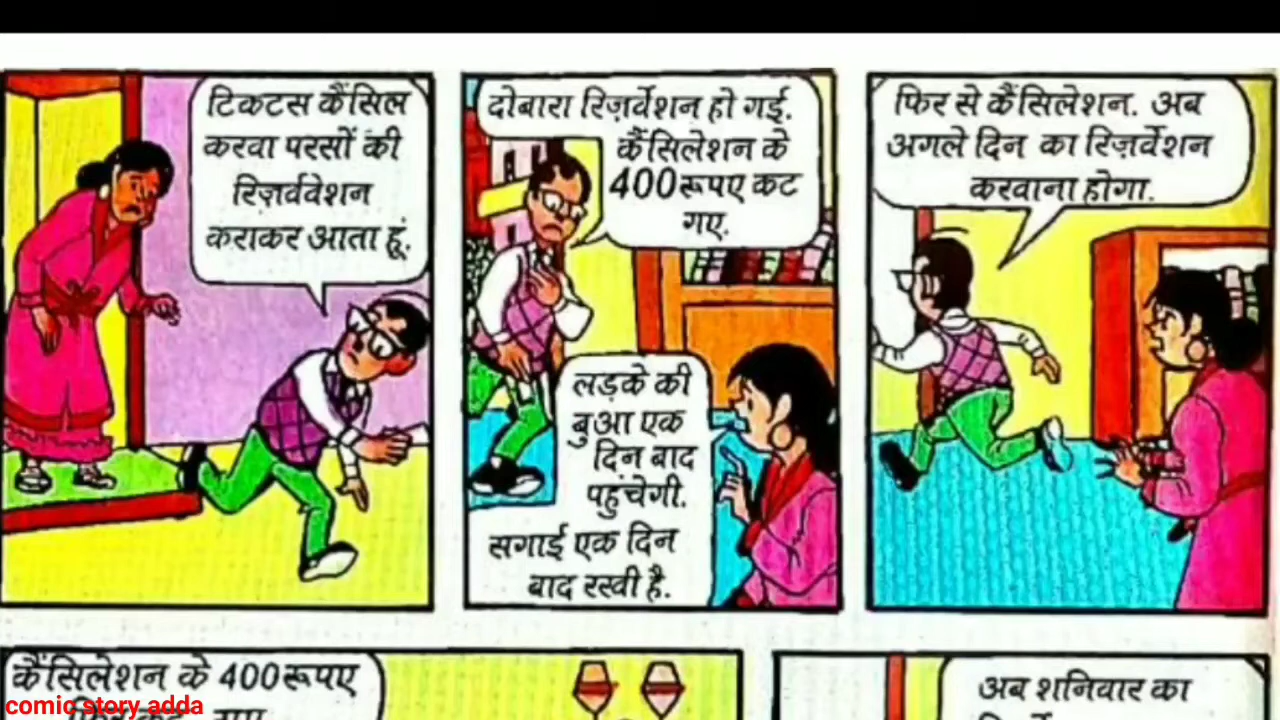 टिकटस कैंसिल
करवा परसों की
रिज़र्ववेशन
कराकर आता हूं.
दोबारा रिज़र्वेशन हो गई.
कैंसिलेशन के
400 रूपए कट
गए.
लड़के की
बुआ एक
दिन बाद
पहुंचेगी.
सगाई एक दिन
बाद रखी है.
फिर से कैंसिलेशन. अब
अगले दिन का रिज़र्वेशन
करवाना होगा.
कैंसिलेशन के 400 रूपए
अब शनिवार का
comic story adda